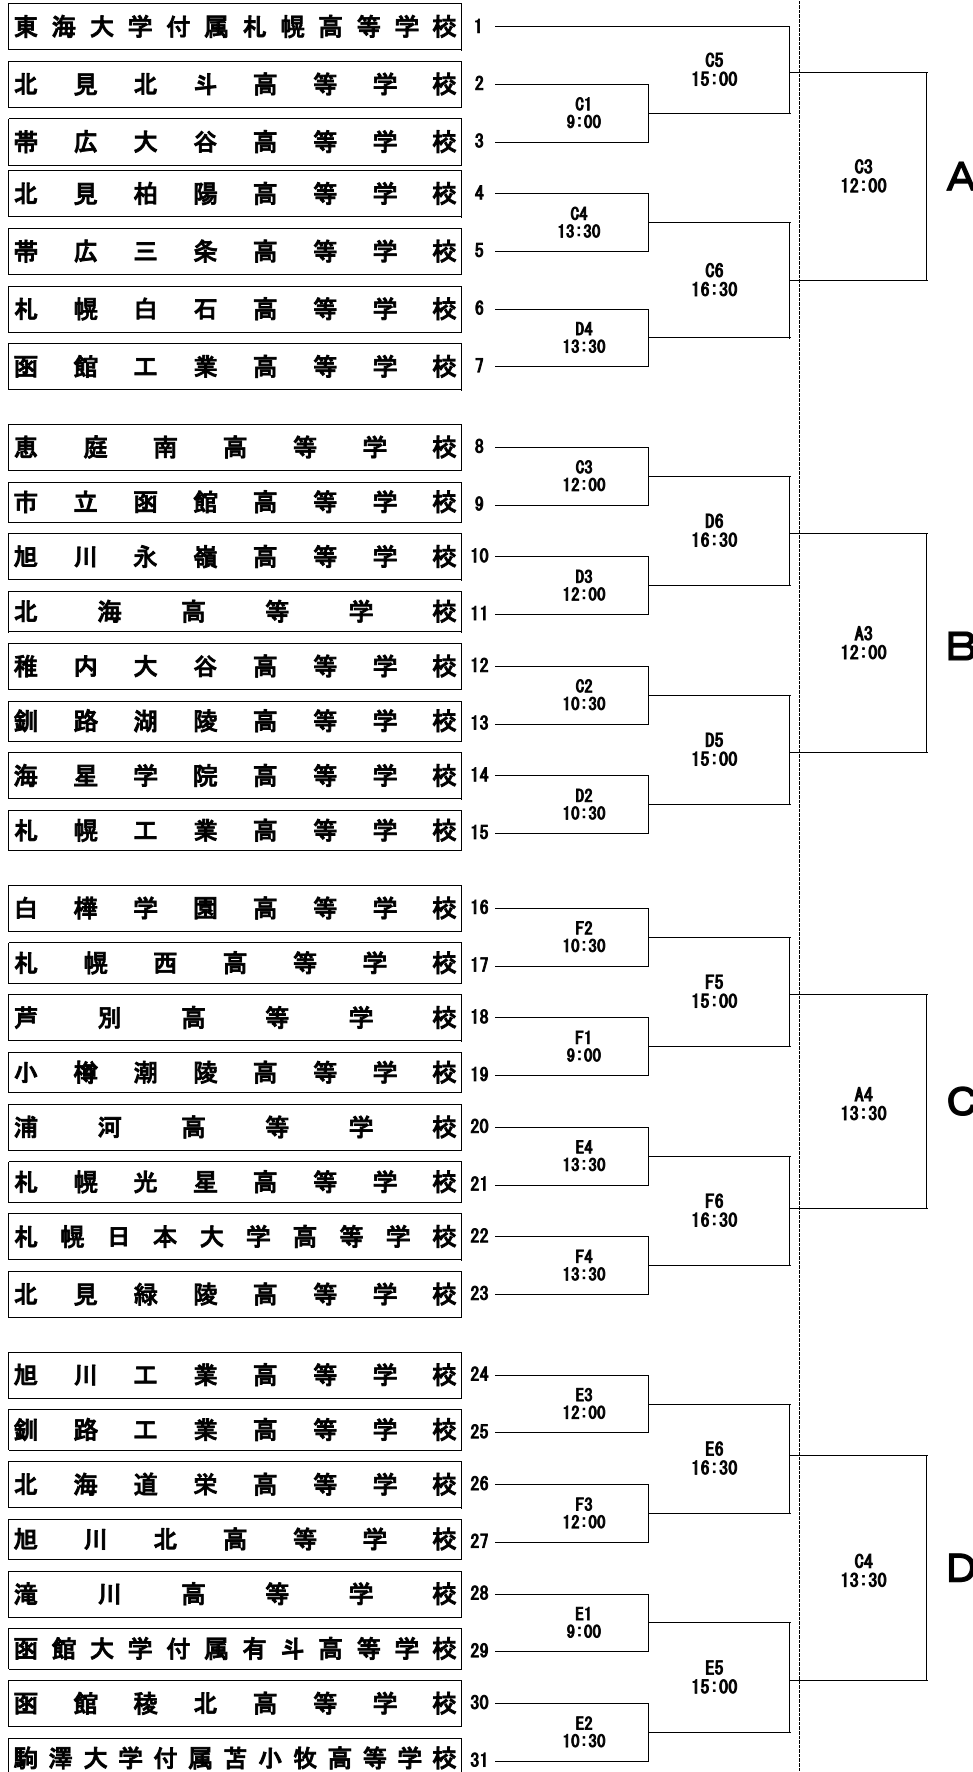 東海大学付属札幌高等学校 1
C5
15:00
北見北斗高等学校 2
C1
9:00
帯広大谷高等学校 3
C3
12:00
A
北見柏陽高等学校 4
C4
13:30
帯広三条高等学校 5
C6
16:30
札幌白石高等学校 6
D4
13:30
函館工業高等学校 7
恵庭南高等学校 8
C3
12:00
市立函館高等学校 9
D6
16:30
旭川永嶺高等学校 10
D3
12:00
北海高等学校 11
A3
12:00
B
稚内大谷高等学校 12
C2
10:30
釧路湖陵高等学校 13
D5
15:00
海星学院高等学校 14
D2
10:30
札幌工業高等学校 15
白樺学園高等学校 16
F2
10:30
札幌西高等学校 17
F5
15:00
芦別高等学校 18
F1
9:00
小樽潮陵高等学校 19
A4
13:30
C
浦河高等学校 20
E4
13:30
札幌光星高等学校 21
F6
16:30
札幌日本大学高等学校 22
F4
13:30
北見緑陵高等学校 23
旭川工業高等学校 24
E3
12:00
釧路工業高等学校 25
E6
16:30
北海道栄高等学校 26
F3
12:00
旭川北高等学校 27
C4
13:30
D
滝川高等学校 28
E1
9:00
函館大学付属有斗高等学校 29
E5
15:00
函館稜北高等学校 30
E2
10:30
駒澤大学付属苫小牧高等学校 31